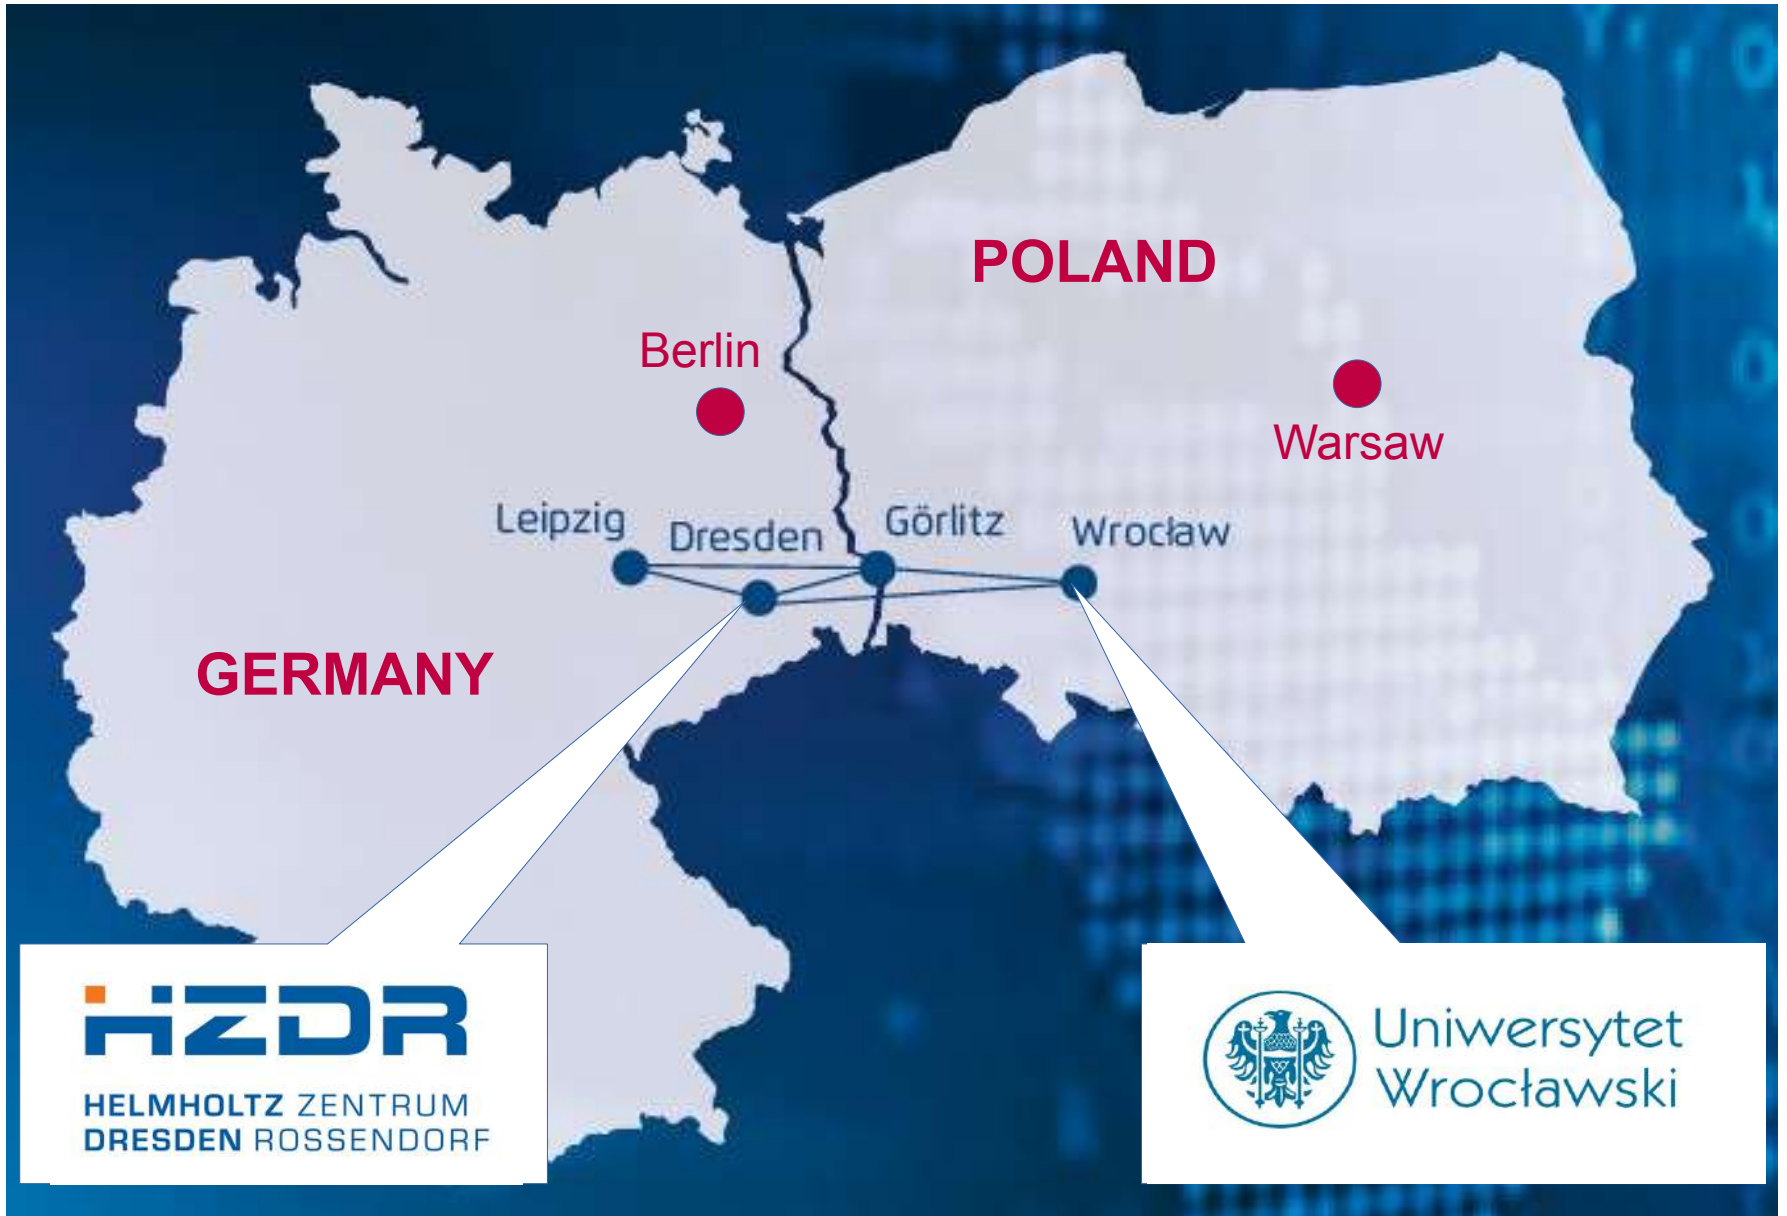 POLAND
Berlin
Warsaw
Leipzig
Dresden
Görlitz
Wrocław
GERMANY
HZDR
HELMHOLTZ ZENTRUM
DRESDEN ROSSENDORF
Uniwersytet
Wrocławski